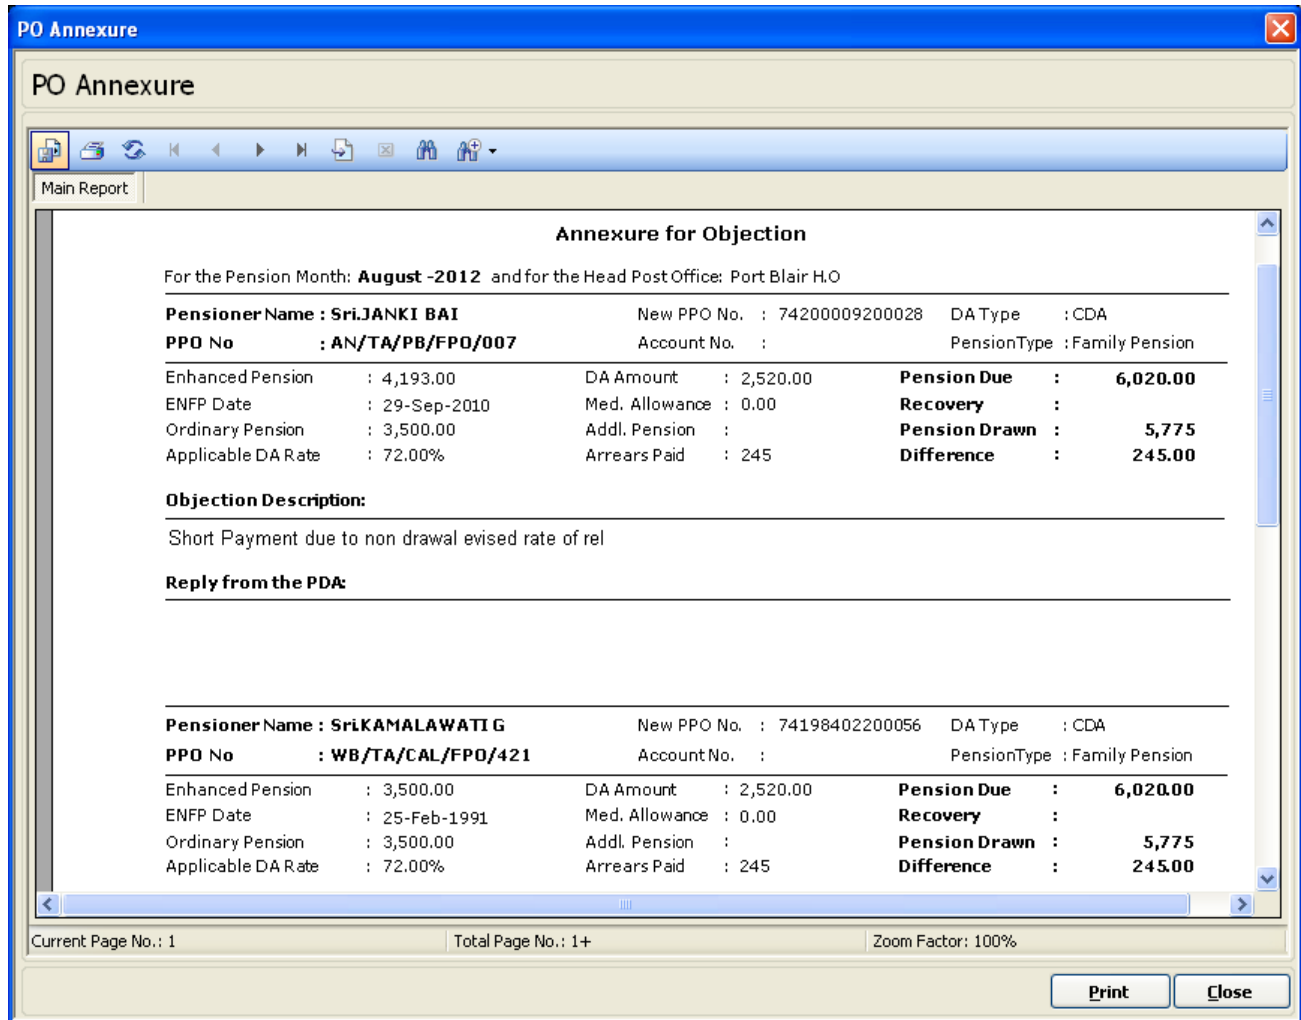 PO Annexure
PO Annexure
Main Report
Annexure for Objection
For the Pension Month: August -2012 and for the Head Post Office: Port Blair H.O
Pensioner Name : Sri.JANKI BAI New PPO No. : 74200009200028 DA Type : CDA
PPO No : AN/TA/PB/FPO/007 Account No. : PensionType : Family Pension
Enhanced Pension : 4,193.00 DA Amount : 2,520.00 Pension Due : 6,020.00
ENFP Date : 29-Sep-2010 Med. Allowance : 0.00 Recovery :
Ordinary Pension : 3,500.00 Addl. Pension : Pension Drawn : 5,775
Applicable DA Rate : 72.00% Arrears Paid : 245 Difference : 245.00
Objection Description:
Short Payment due to non drawal evised rate of rel
Reply from the PDA:
Pensioner Name : Sri.KAMALAWATI G New PPO No. : 74198402200056 DA Type : CDA
PPO No : WB/TA/CAL/FPO/421 Account No. : PensionType : Family Pension
Enhanced Pension : 3,500.00 DA Amount : 2,520.00 Pension Due : 6,020.00
ENFP Date : 25-Feb-1991 Med. Allowance : 0.00 Recovery :
Ordinary Pension : 3,500.00 Addl. Pension : Pension Drawn : 5,775
Applicable DA Rate : 72.00% Arrears Paid : 245 Difference : 245.00
Current Page No.: 1 Total Page No.: 1+ Zoom Factor: 100%
Print Close